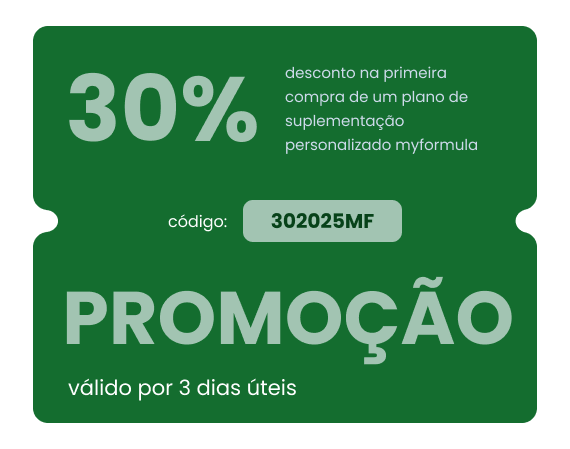 30%
desconto na primeira
compra de um plano de
suplementação
personalizado myformula
código: 302025MF
PROMOÇÃO
válido por 3 dias úteis